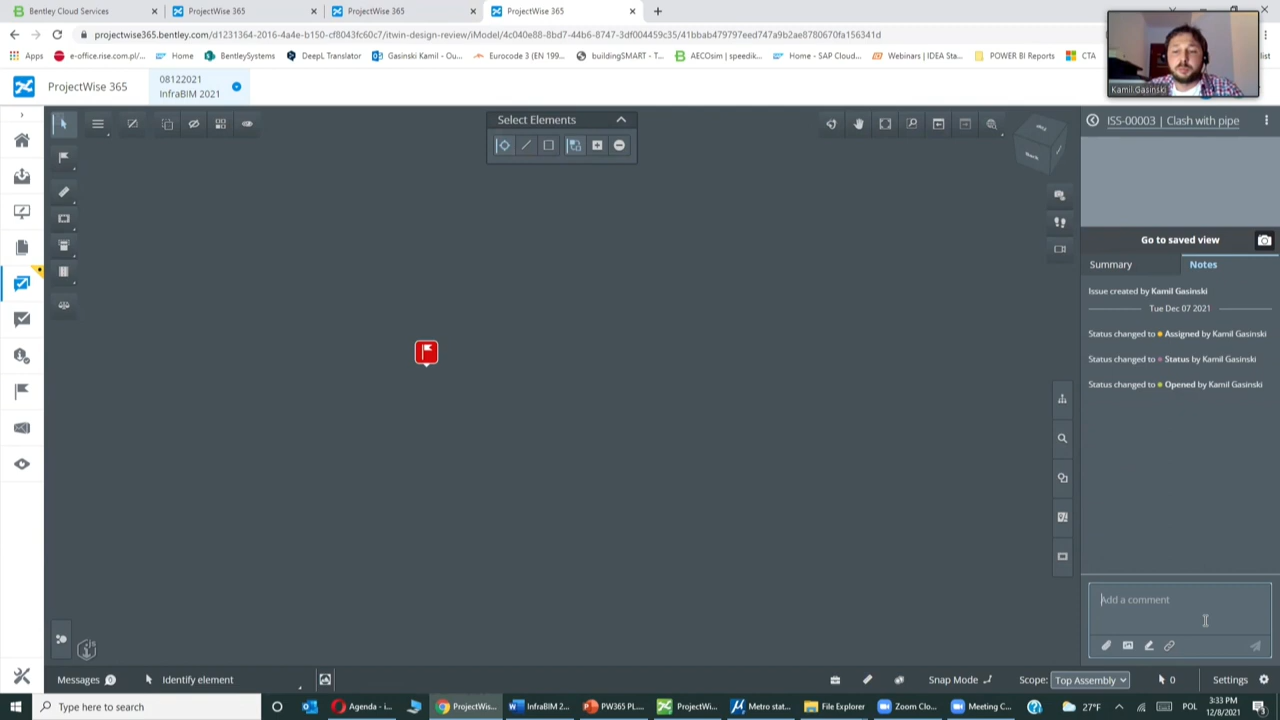 Bentley Cloud Services
ProjectWise 365
ProjectWise 365
ProjectWise 365
projectwise365.bentley.com/d1231364-2016-4a4e-b150-cf8043fc60c7/itwin-design-review/iModel/4c040e88-8bd7-44b6-8747-3df004459c35/41bbab479797eed747a9b2ae8780670fa156341d
Apps
e-office.rise.com.pl/...
Home
BentleySystems
DeepL Translator
Gasinski Kamil - Ou...
Eurocode 3 (EN 199...
buildingSMART - T...
AECOsim | speedik...
Home - SAP Cloud...
Webinars | IDEA Sta...
POWER BI Reports
CTA
list
Kamil.Gasinski
ProjectWise 365
08122021
InfraBIM 2021
Select Elements
Back
ISS-00003 | Clash with pipe
Go to saved view
Summary
Notes
Issue created by Kamil Gasinski
Tue Dec 07 2021
Status changed to Assigned by Kamil Gasinski
Status changed to Status by Kamil Gasinski
Status changed to Opened by Kamil Gasinski
Add a comment
Messages
Identify element
Snap Mode
Scope: Top Assembly
0
Settings
Type here to search
Agenda - i...
ProjectWis...
InfraBIM 2...
PW365 PL...
ProjectWi...
Metro stat...
File Explorer
Zoom Clo...
Meeting C...
27°F
POL
3:33 PM
12/8/2021